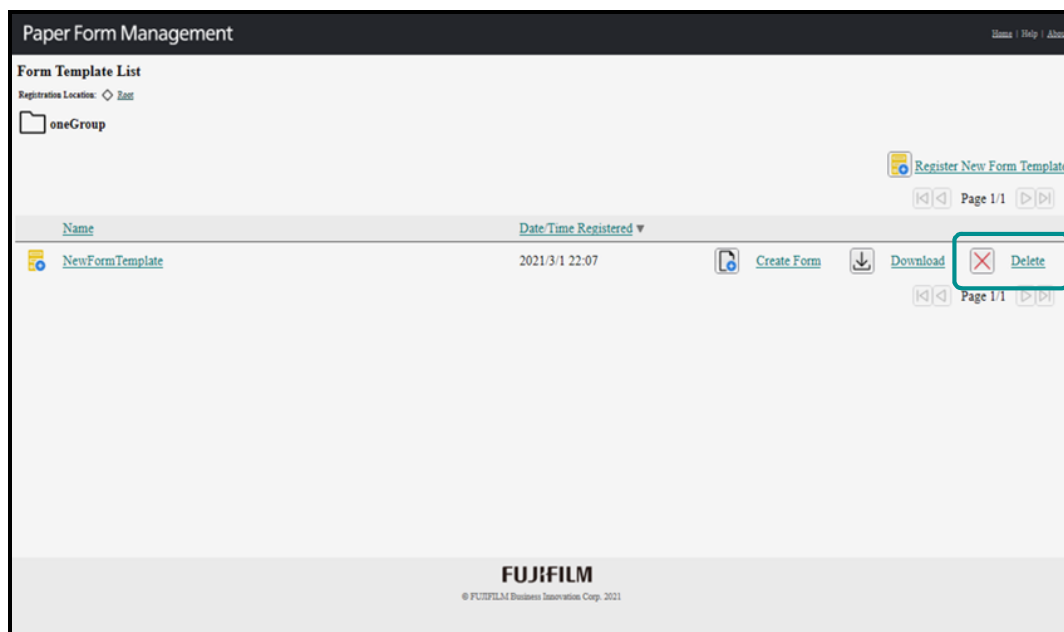 Paper Form Management
Home | Help | Abou
Form Template List
Registration Location: Root
oneGroup
Register New Form Template
Page 1/1
Name Date/Time Registered ▼
NewFormTemplate 2021/3/1 22:07 Create Form Download Delete
Page 1/1
FUJIFILM
© FUJIFILM Business Innovation Corp. 2021